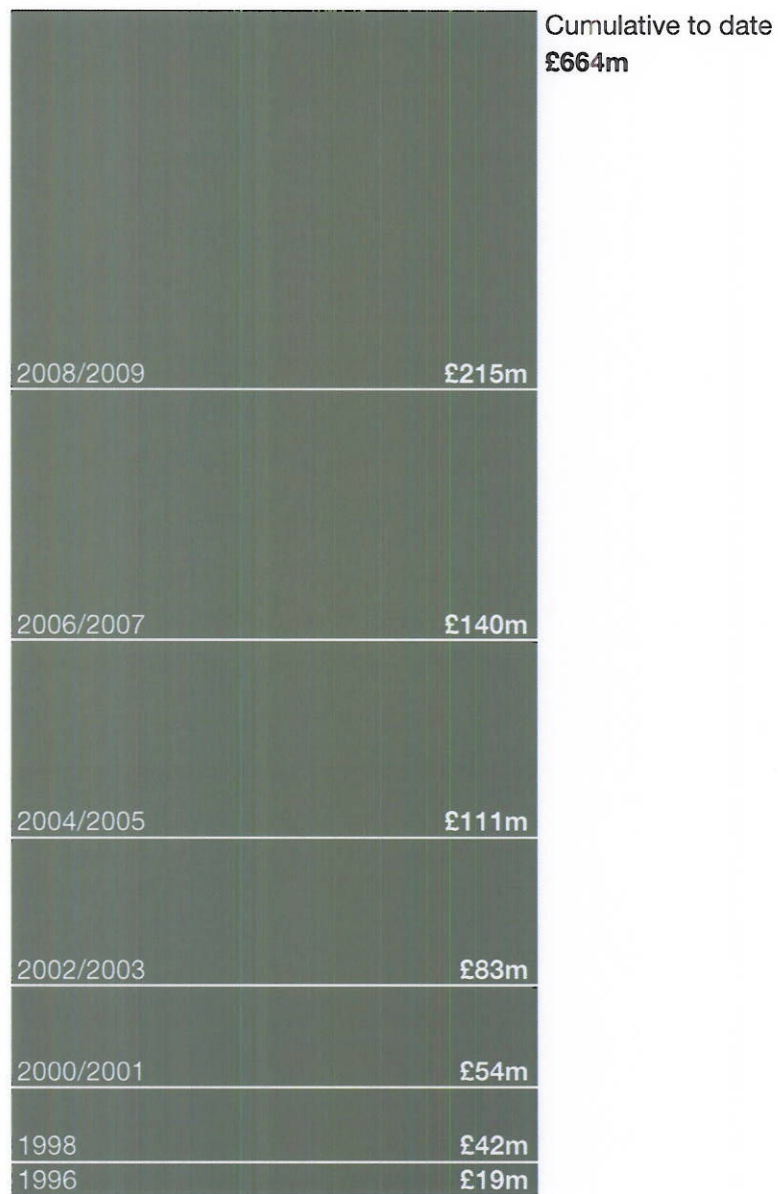 Cumulative to date
£664m
2008/2009 £215m
2006/2007 £140m
2004/2005 £111m
2002/2003 £83m
2000/2001 £54m
1998 £42m
1996 £19m